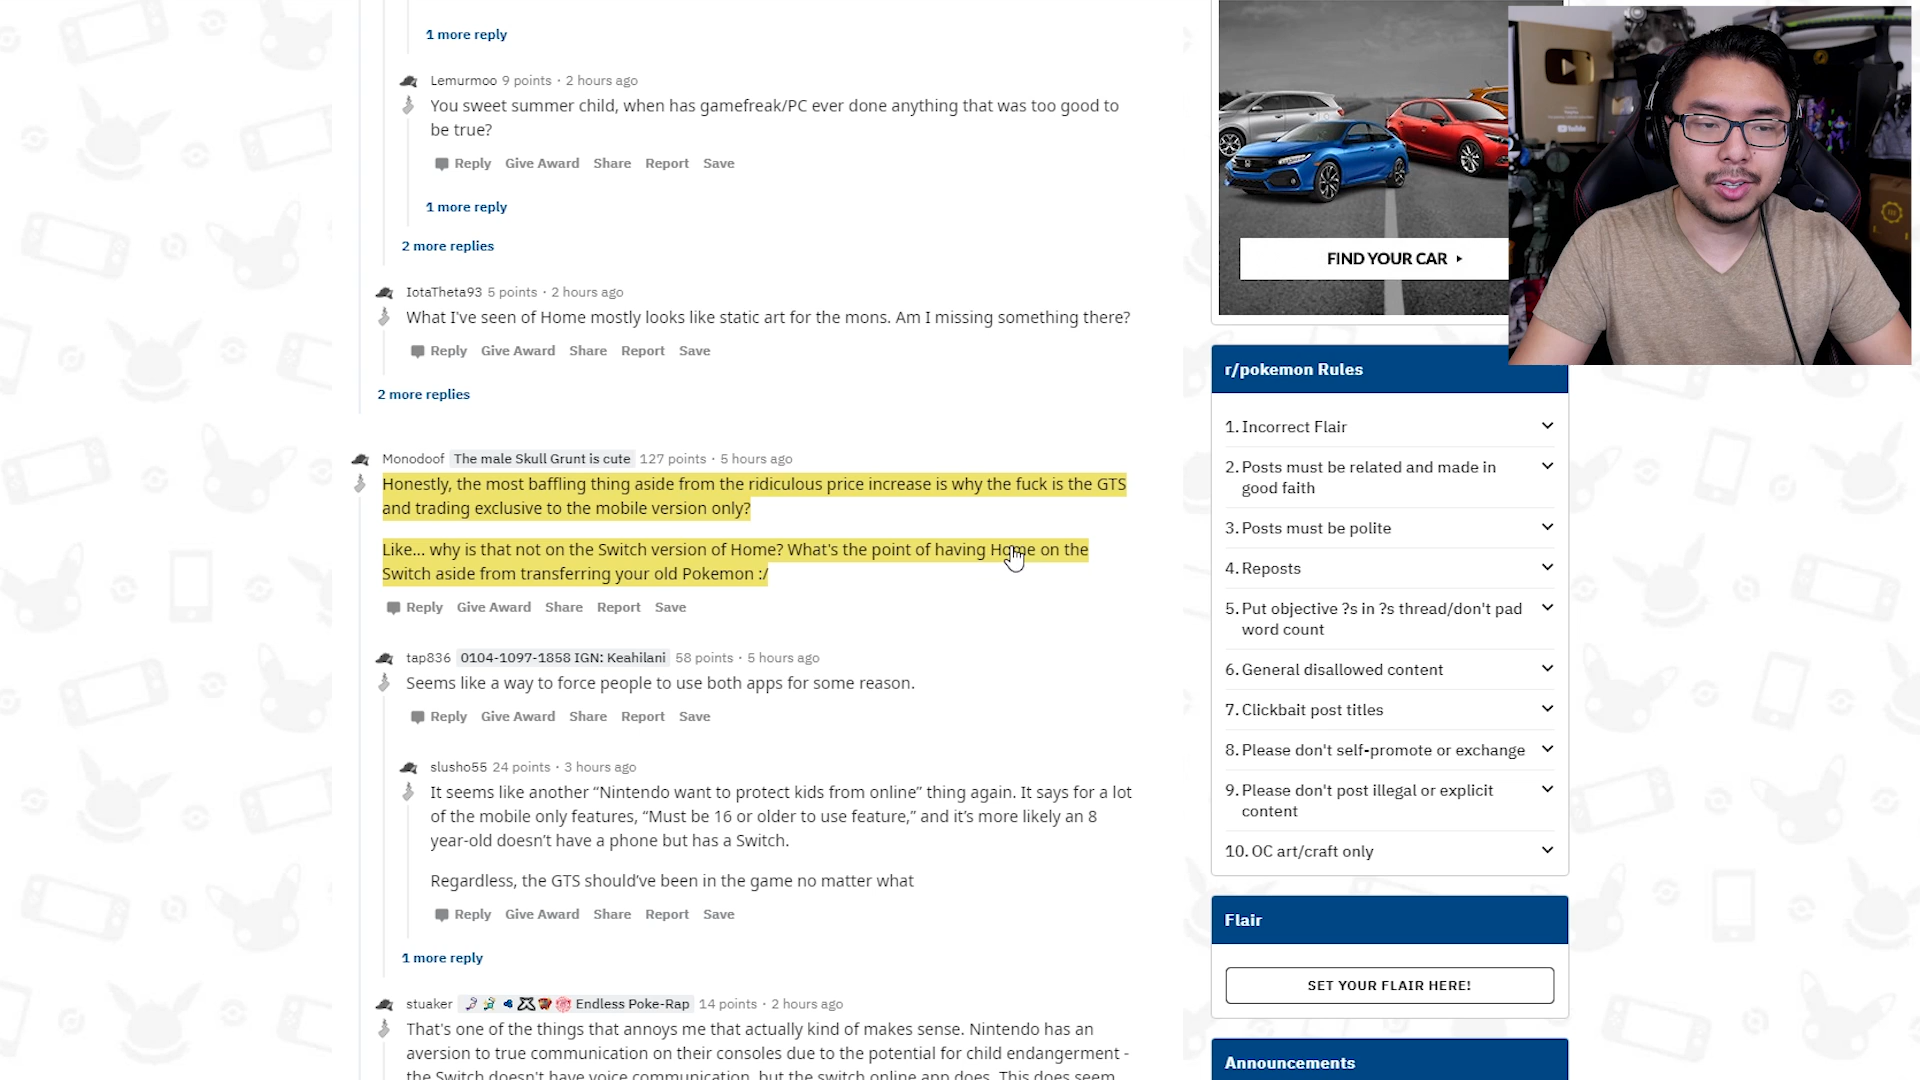 1 more reply
Lemurmoo 9 points · 2 hours ago
You sweet summer child, when has gamefreak/PC ever done anything that was too good to
be true?
Reply Give Award Share Report Save
1 more reply
2 more replies
IotaTheta93 5 points · 2 hours ago
What I've seen of Home mostly looks like static art for the mons. Am I missing something there?
Reply Give Award Share Report Save
2 more replies
Monodoof The male Skull Grunt is cute 127 points · 5 hours ago
Honestly, the most baffling thing aside from the ridiculous price increase is why the fuck is the GTS
and trading exclusive to the mobile version only?
Like... why is that not on the Switch version of Home? What's the point of having Home on the
Switch aside from transferring your old Pokemon :/
Reply Give Award Share Report Save
tap836 0104-1097-1858 IGN: Keahilani 58 points · 5 hours ago
Seems like a way to force people to use both apps for some reason.
Reply Give Award Share Report Save
slusho55 24 points · 3 hours ago
It seems like another “Nintendo want to protect kids from online” thing again. It says for a lot
of the mobile only features, “Must be 16 or older to use feature,” and it’s more likely an 8
year-old doesn’t have a phone but has a Switch.
Regardless, the GTS should’ve been in the game no matter what
Reply Give Award Share Report Save
1 more reply
stuaker Endless Poke-Rap 14 points · 2 hours ago
That's one of the things that annoys me that actually kind of makes sense. Nintendo has an
aversion to true communication on their consoles due to the potential for child endangerment -
the Switch doesn't have voice communication, but the switch online app does. This does seem
FIND YOUR CAR
r/pokemon Rules
1. Incorrect Flair
2. Posts must be related and made in
good faith
3. Posts must be polite
4. Reposts
5. Put objective ?s in ?s thread/don't pad
word count
6. General disallowed content
7. Clickbait post titles
8. Please don't self-promote or exchange
9. Please don't post illegal or explicit
content
10. OC art/craft only
Flair
SET YOUR FLAIR HERE!
Announcements
YouTube